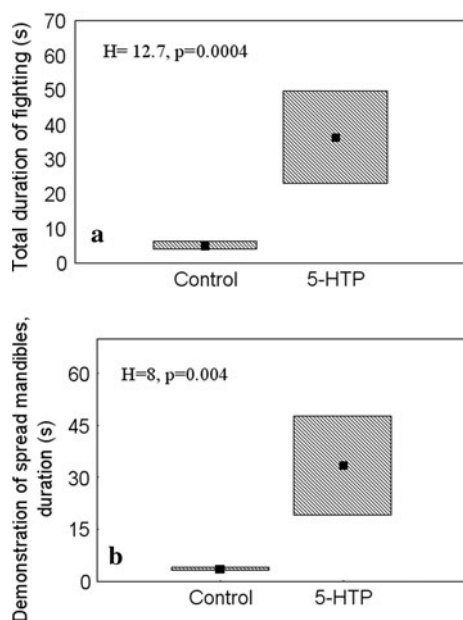 Total duration of fighting (s)
70
60
50
40
30
20
10
0
H= 12.7, p=0.0004
a
Control 5-HTP
Demonstration of spread mandibles,
duration (s)
60
45
30
15
0
H=8, p=0.004
b
Control 5-HTP